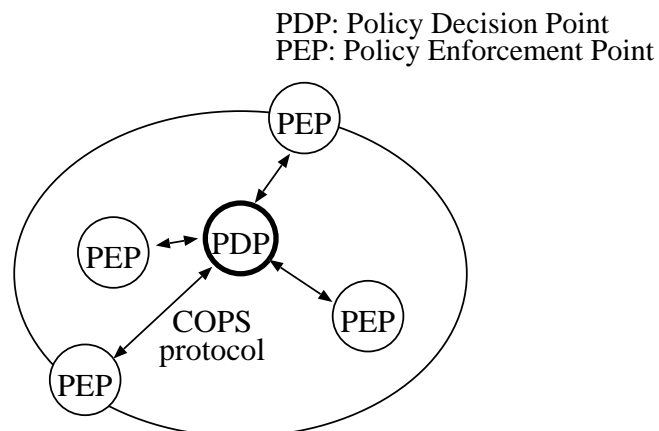 PDP: Policy Decision Point
PEP: Policy Enforcement Point
PEP
PDP
PEP
COPS
protocol
PEP
PEP